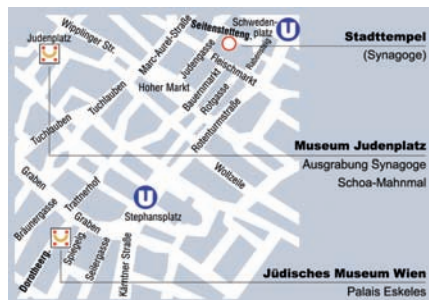 Schweden-
platz
U
Seitenstetteng.
Stadttempel
(Synagoge)
Wipplinger Str.
Judenplatz
Marc-Aurel-Straße
Judengasse
Fleischmarkt
Rabensteig
Hoher Markt
Bauernmarkt
Rotgasse
Rotenturmstraße
Tuchlauben
Tuchlauben
Museum Judenplatz
Ausgrabung Synagoge
Schoa-Mahnmal
Wollzeile
Graben
Trattnerhof
Bräunergasse
Graben
U
Stephansplatz
Dorotheerg.
Spiegelg.
Seilergasse
Kärntner Straße
Jüdisches Museum Wien
Palais Eskeles